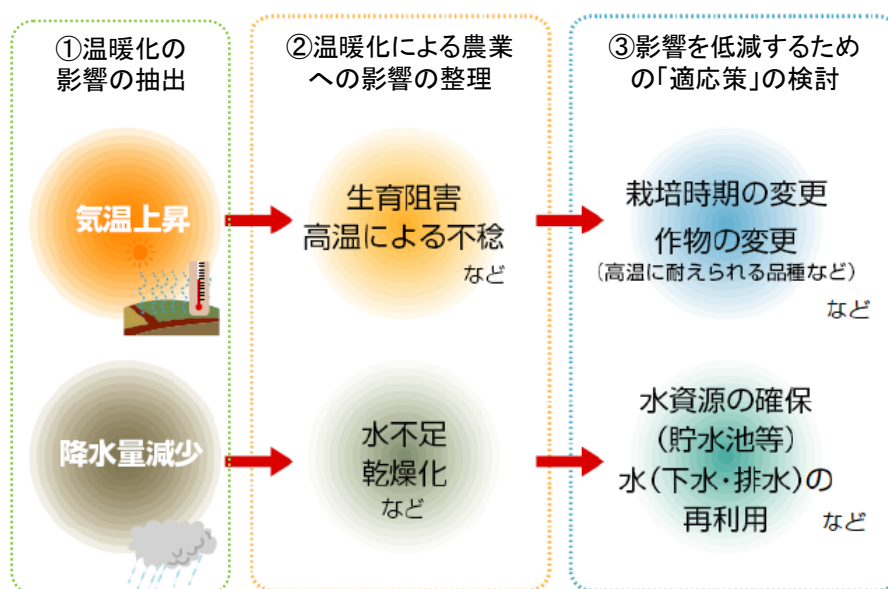 ①温暖化の
影響の抽出
②温暖化による農業
への影響の整理
③影響を低減するため
の「適応策」の検討
気温上昇
生育阻害
高温による不稔
など
栽培時期の変更
作物の変更
(高温に耐えられる品種など)
など
降水量減少
水不足
乾燥化
など
水資源の確保
(貯水池等)
水(下水・排水)の
再利用
など